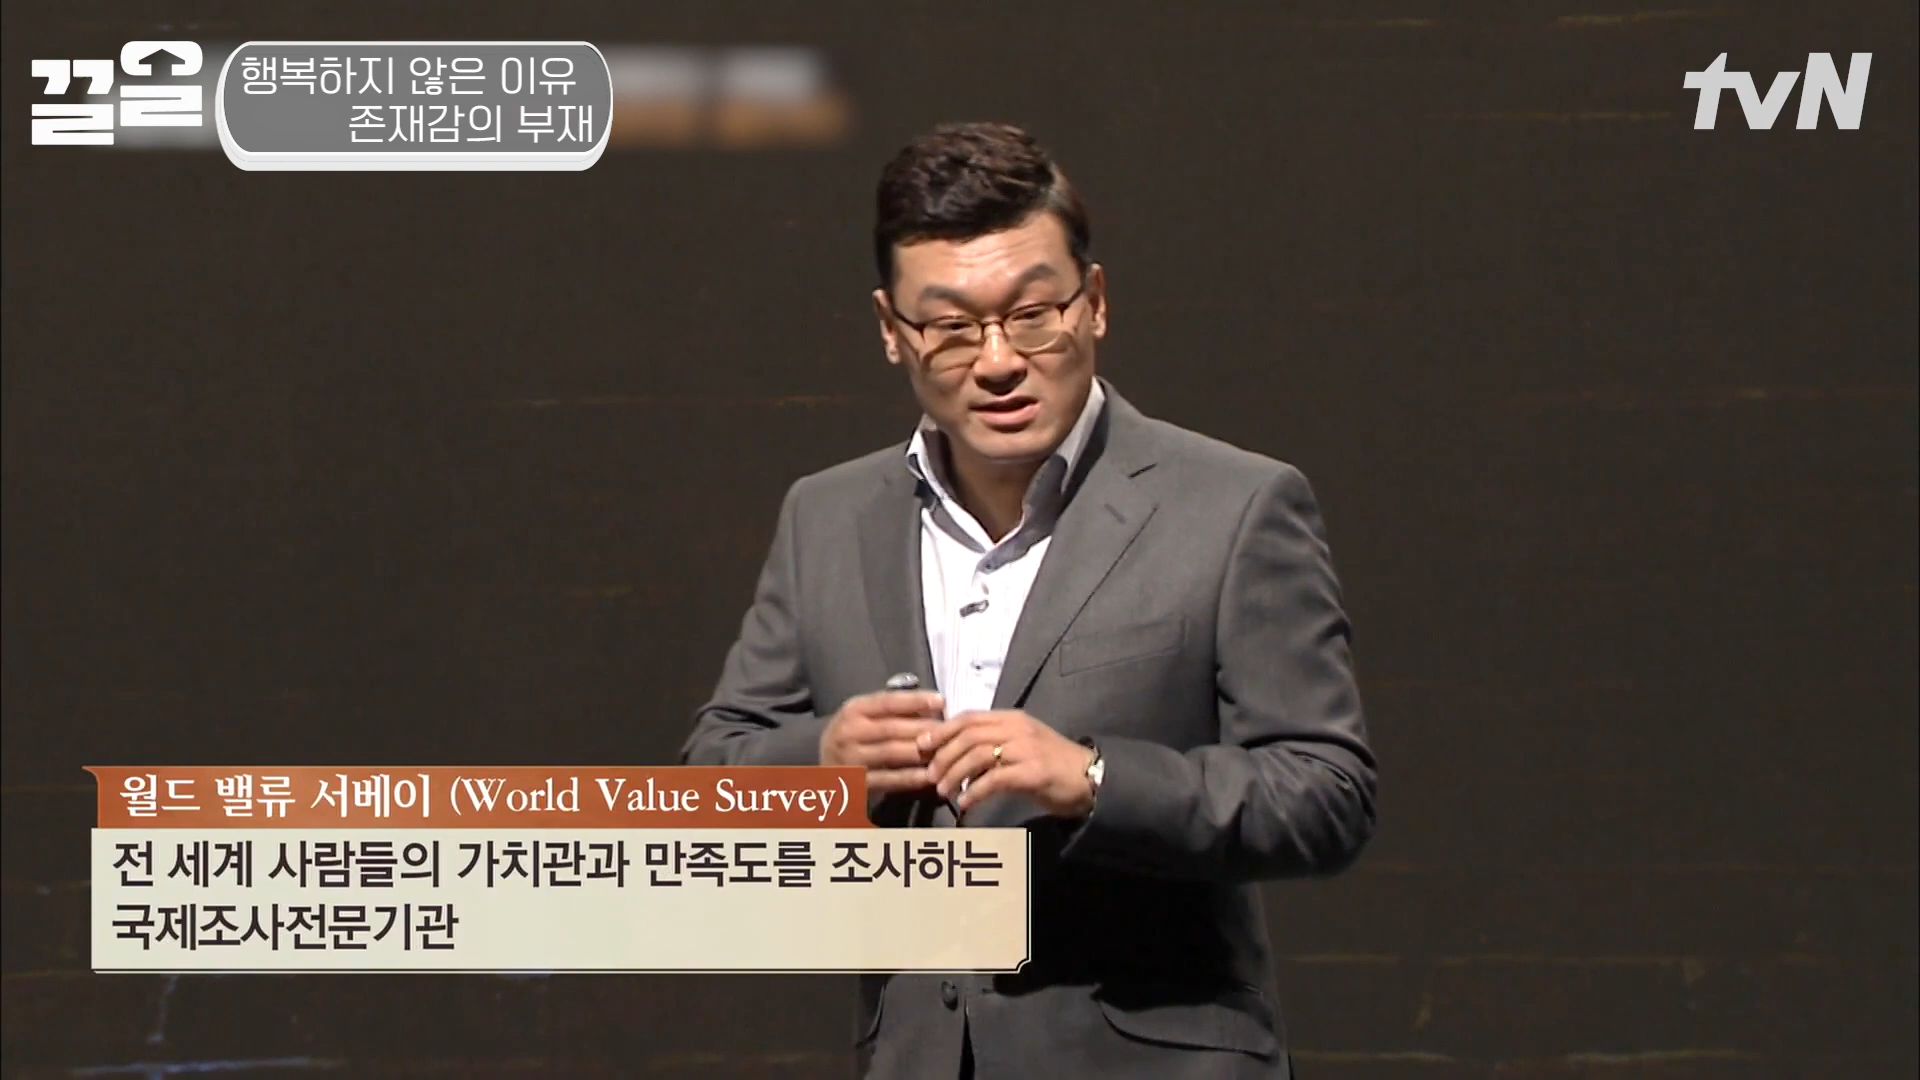 끌올
행복하지 않은 이유
존재감의 부재
tvN
월드 밸류 서베이 (World Value Survey)
전 세계 사람들의 가치관과 만족도를 조사하는
국제조사전문기관